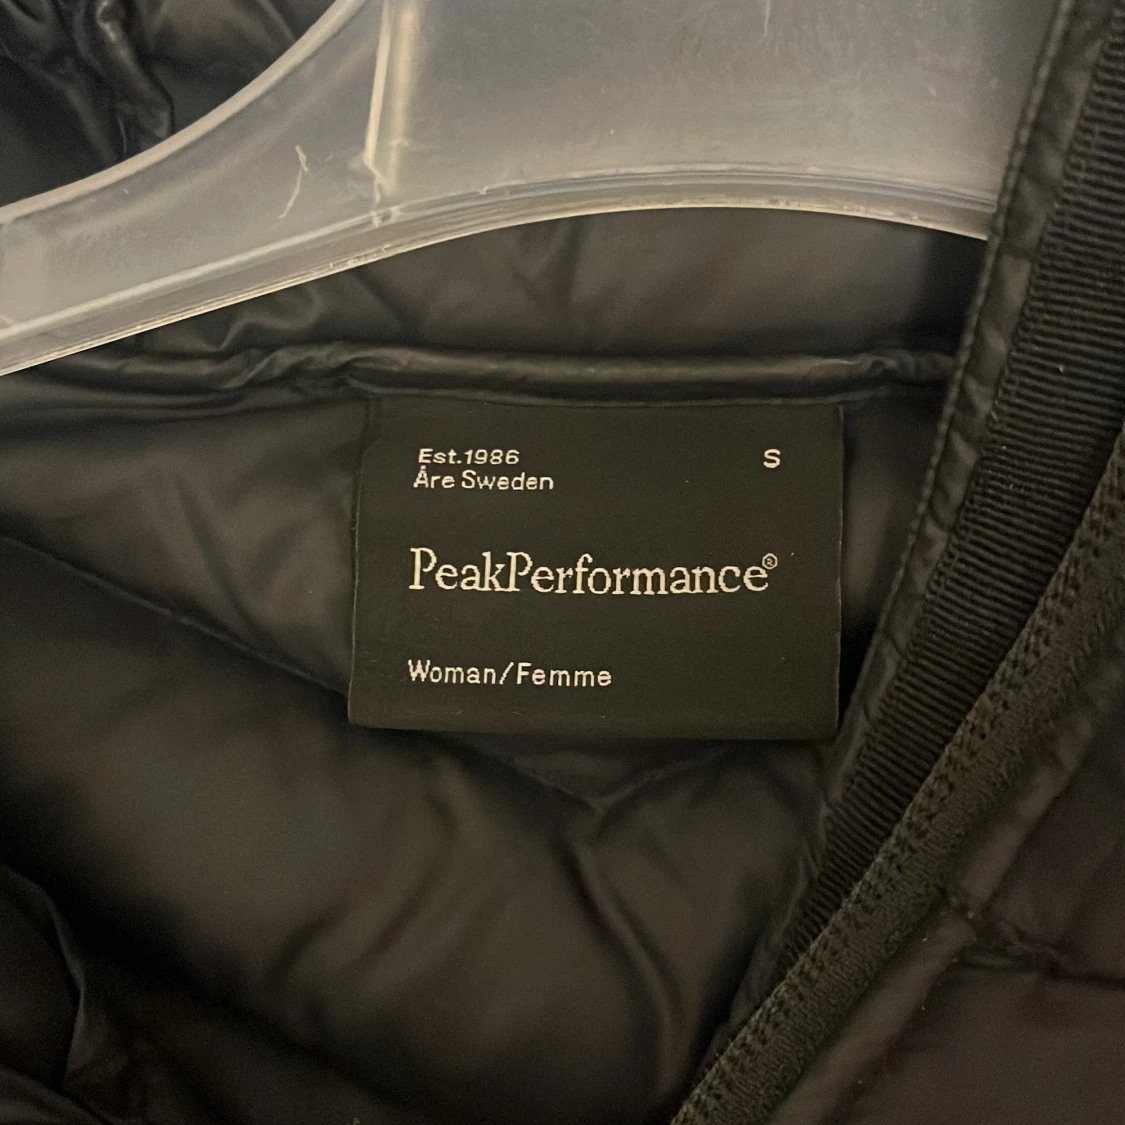 Est.1986
S
Åre Sweden
PeakPerformance®
Woman/Femme